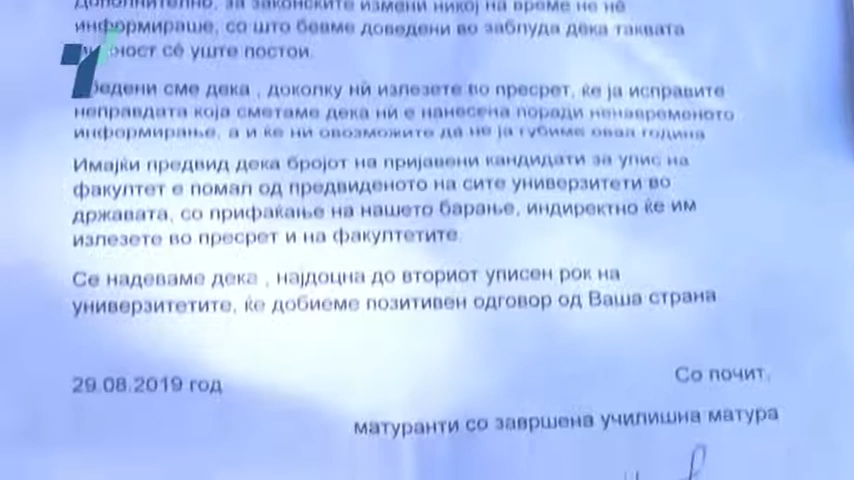 Дополнително, за законските измени никој на време не нè
информираше, со што бевме доведени во заблуда дека таквата
уште постои.
сме дека , доколку нѝ излезете во пресрет, ќе ја исправите
неправдата која сметаме дека ни е нанесена поради ненавременото
информирање, а и ќе ни овозможите да не ја губиме оваа година
Имајќи предвид дека бројот на пријавени кандидати за упис на
факултет е помал од предвиденото на сите универзитети во
државата, со прифаќање на нашето барање, индиректно ќе им
излезете во пресрет и на факултетите
Се надеваме дека , најдоцна до вториот уписен рок на
универзитетите, ќе добиеме позитивен одговор од Ваша страна
29.08.2019 год
Со почит,
матуранти со завршена училишна матура